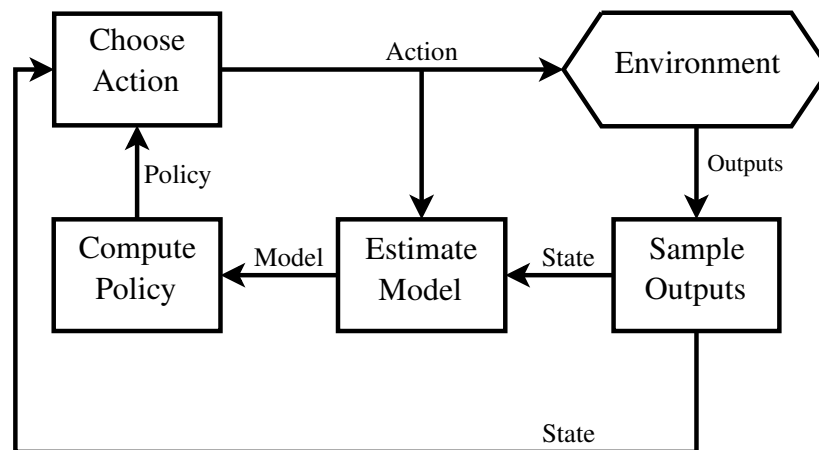 Choose
Action
Action
Environment
Policy
Outputs
Compute
Policy
Model
Estimate
Model
State
Sample
Outputs
State